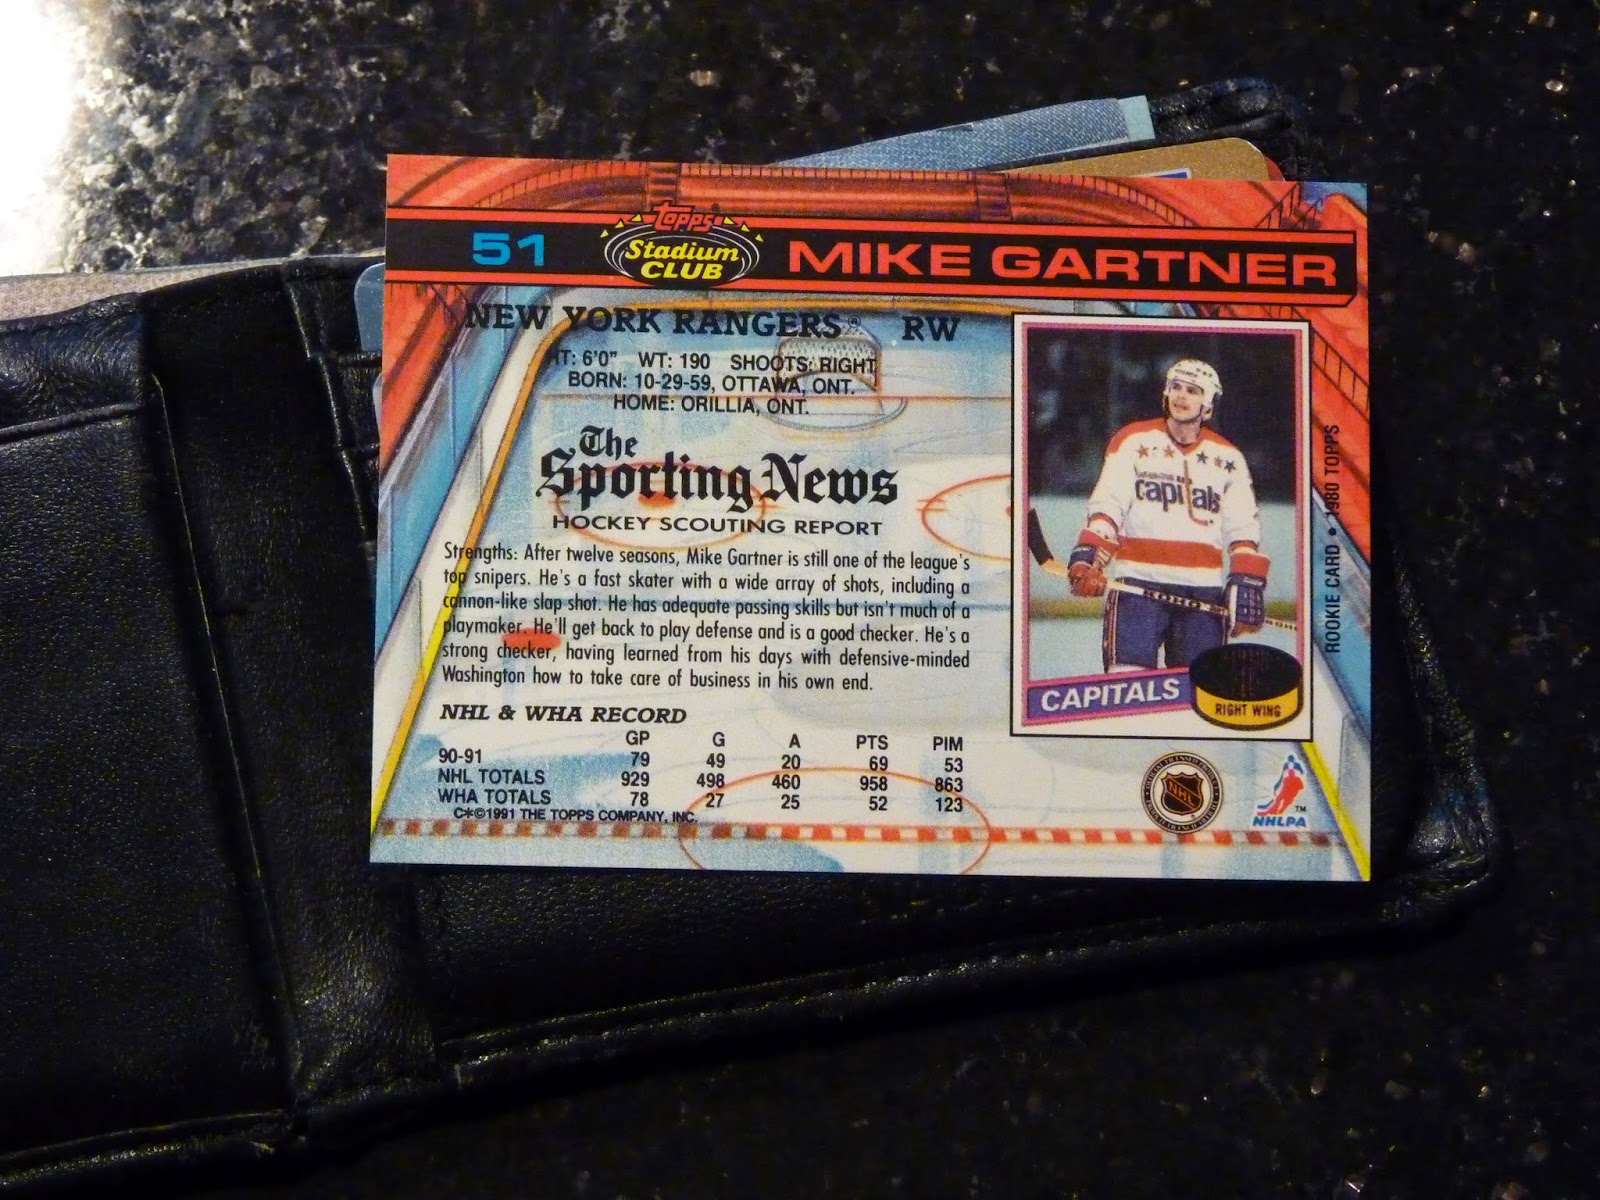 51 topps® Stadium CLUB MIKE GARTNER
NEW YORK RANGERS® RW
HT: 6'0" WT: 190 SHOOTS: RIGHT
BORN: 10-29-59, OTTAWA, ONT.
HOME: ORILLIA, ONT.
The
Sporting News
HOCKEY SCOUTING REPORT
Strengths: After twelve seasons, Mike Gartner is still one of the league's
top snipers. He's a fast skater with a wide array of shots, including a
cannon-like slap shot. He has adequate passing skills but isn't much of a
playmaker. He'll get back to play defense and is a good checker. He's a
strong checker, having learned from his days with defensive-minded
Washington how to take care of business in his own end.
NHL & WHA RECORD
GP G A PTS PIM
90-91 79 49 20 69 53
NHL TOTALS 929 498 460 958 863
WHA TOTALS 78 27 25 52 123
C*©1991 THE TOPPS COMPANY, INC.
capitals
KOHO
CAPITALS
RIGHT WING
ROOKIE CARD • 1980 TOPPS
NHL
NHLPA ™